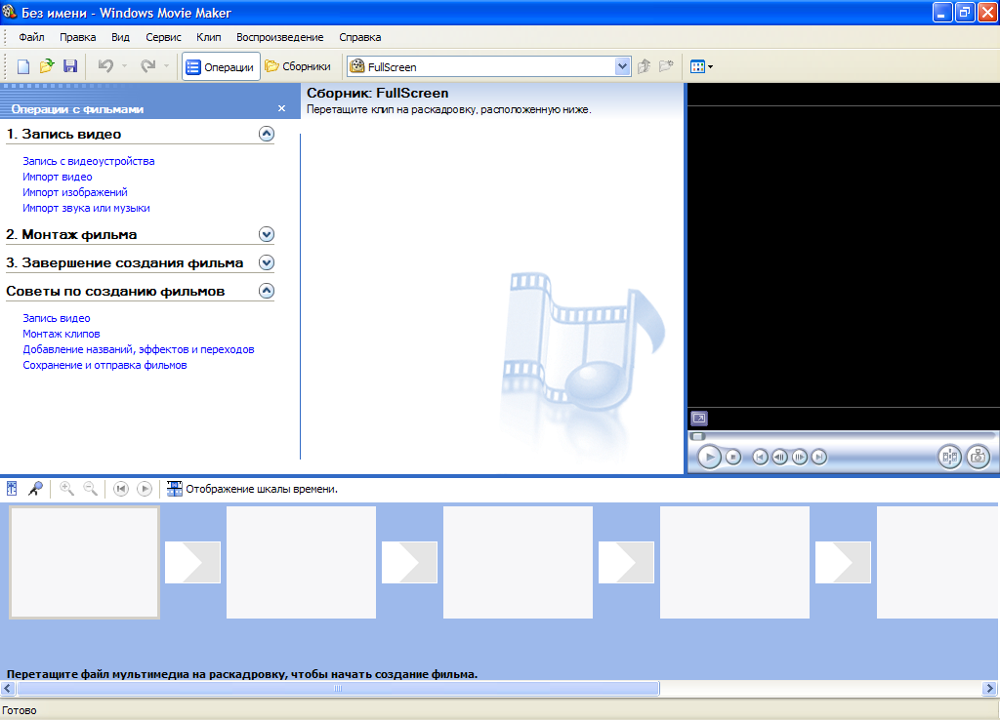 Без имени - Windows Movie Maker
Файл Правка Вид Сервис Клип Воспроизведение Справка
Операции Сборники FullScreen
Операции с фильмами
Сборник: FullScreen
Перетащите клип на раскадровку, расположенную ниже.
1. Запись видео
Запись с видеоустройства
Импорт видео
Импорт изображений
Импорт звука или музыки
2. Монтаж фильма
3. Завершение создания фильма
Советы по созданию фильмов
Запись видео
Монтаж клипов
Добавление названий, эффектов и переходов
Сохранение и отправка фильмов
Отображение шкалы времени.
Перетащите файл мультимедиа на раскадровку, чтобы начать создание фильма.
Готово